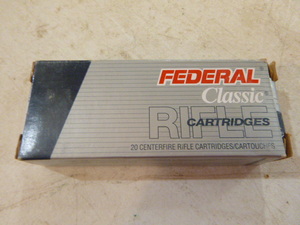 FEDERAL
Classic
RIFLE
CARTRIDGES
20 CENTERFIRE RIFLE CARTRIDGES/CARTOUCHES